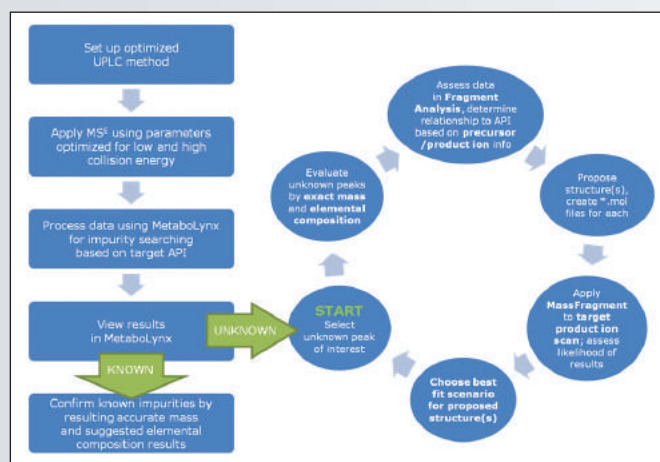 Set up optimized
UPLC method
Apply MSᴱ using parameters
optimized for low and high
collision energy
Process data using MetaboLynx
for impurity searching
based on target API
View results
in MetaboLynx
UNKNOWN
KNOWN
Confirm known impurities by
resulting accurate mass
and suggested elemental
composition results
START
Select
unknown peak
of interest
Evaluate
unknown peaks
by exact mass
and elemental
composition
Assess data
in Fragment
Analysis, determine
relationship to API
based on precursor
/product ion info
Propose
structure(s),
create *.mol
files for each
Apply
MassFragment
to target
product ion
scan; assess
likelihood of
results
Choose best
fit scenario
for proposed
structure(s)